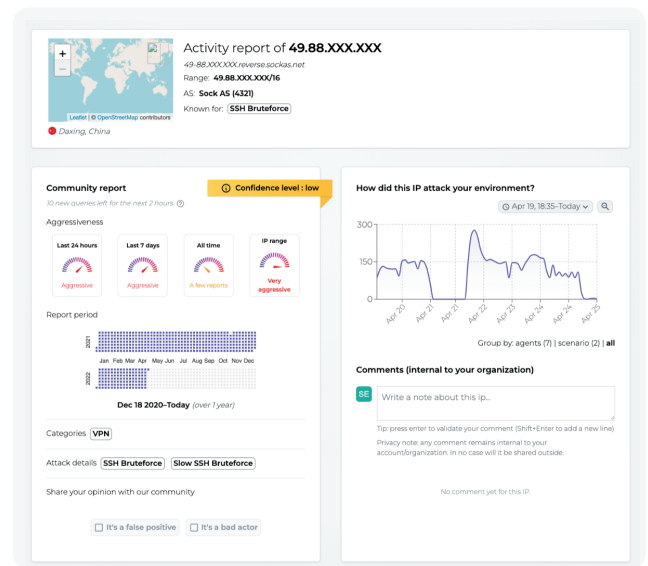 Activity report of 49.88.XXX.XXX
+
−
49-88.XXX.XXX.reverse.sockas.net
Range: 49.88.XXX.XXX/16
AS: Sock AS (4321)
Known for: SSH Bruteforce
Leaflet | © OpenStreetMap contributors
Daxing, China
Community report
Confidence level : low
10 new queries left for the next 2 hours.
Aggressiveness
Last 24 hours
Aggressive
Last 7 days
Aggressive
All time
A few reports
IP range
Very aggressive
Report period
2021
Jan Feb Mar Apr May Jun Jul Aug Sep Oct Nov Dec
2022
Dec 18 2020–Today (over 1 year)
Categories VPN
Attack details SSH Bruteforce Slow SSH Bruteforce
Share your opinion with our community
It's a false positive It's a bad actor
How did this IP attack your environment?
Apr 19, 18:35–Today
300
150
0
Apr 20 Apr 21 Apr 21 Apr 22 Apr 23 Apr 24 Apr 24 Apr 25
Group by: agents (7) | scenario (2) | all
Comments (internal to your organization)
SE
Write a note about this ip...
Tip: press enter to validate your comment (Shift+Enter to add a new line)
Privacy note: any comment remains internal to your
account/organization. In no case will it be shared outside.
No comment yet for this IP.